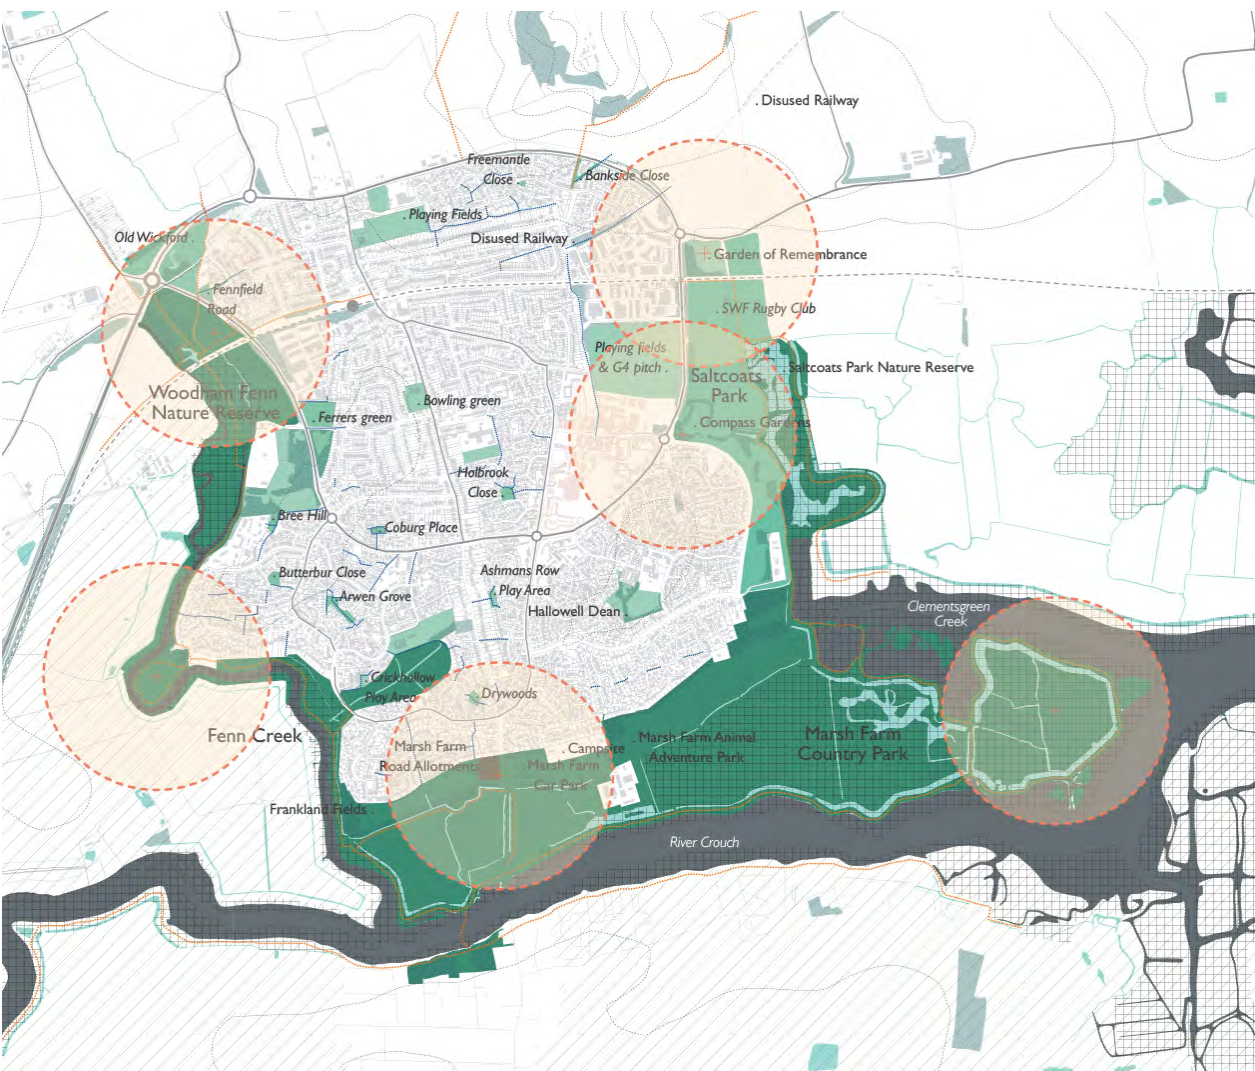 . Disused Railway
Freemantle
Close .
. Bankside Close
. Playing Fields
Old Wickford .
Disused Railway .
. Garden of Remembrance
. Fennfield
Road
. SWF Rugby Club
Playing fields
& G4 pitch .
. Saltcoats Park Nature Reserve
Saltcoats
Park
Woodham Fenn
Nature Reserve
. Bowling green
. Ferrers green
. Compass Gardens
Holbrook
Close .
. Bree Hill
. Coburg Place
Ashmans Row
. Play Area
. Butterbur Close
. Arwen Grove
Hallowell Dean .
Clementsgreen
Creek
. Crickhollow
Play Area
. Drywoods
Fenn Creek
Marsh Farm
Road Allotments
. Campsite
. Marsh Farm
Car Park
. Marsh Farm Animal
Adventure Park
Marsh Farm
Country Park
Frankland Fields .
River Crouch